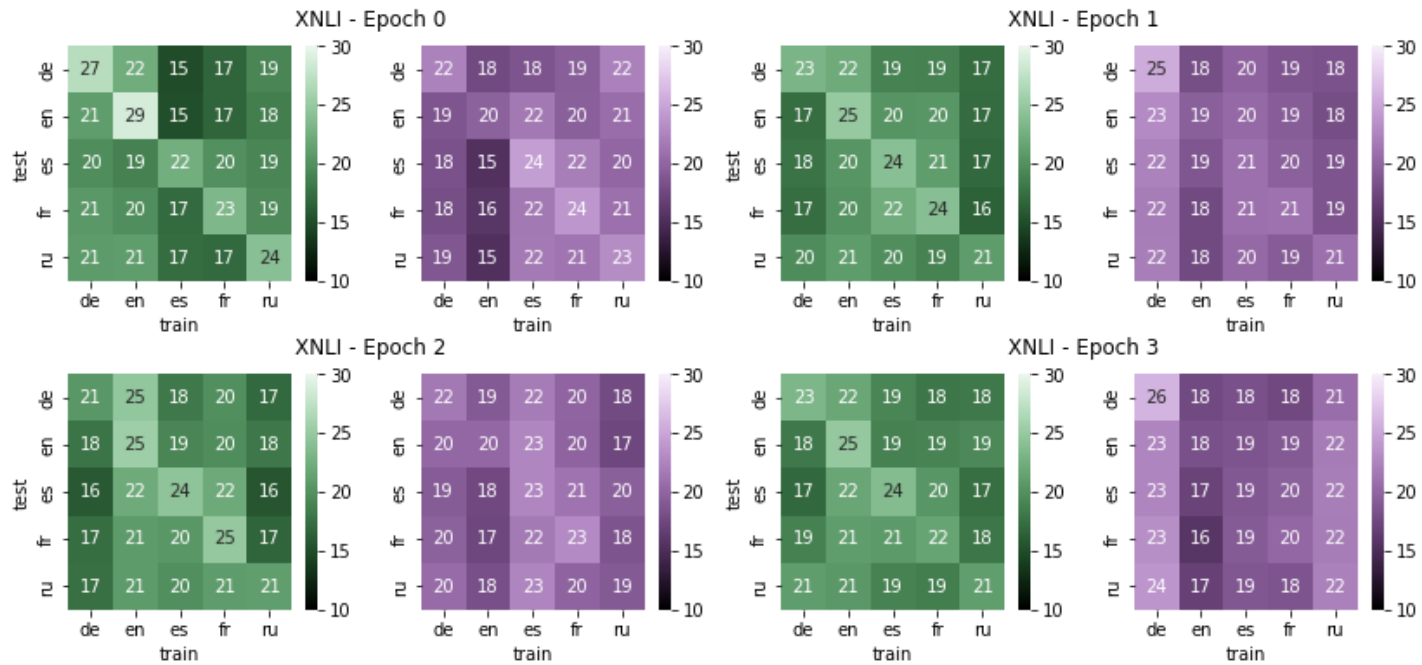 XNLI - Epoch 0
XNLI - Epoch 1
de 27 22 15 17 19
en 21 29 15 17 18
test es 20 19 22 20 19
fr 21 20 17 23 19
ru 21 21 17 17 24
de en es fr ru
train
30
25
20
15
10
de 22 18 18 19 22
en 19 20 22 20 21
es 18 15 24 22 20
fr 18 16 22 24 21
ru 19 15 22 21 23
de en es fr ru
train
30
25
20
15
10
de 23 22 19 19 17
en 17 25 20 20 17
test es 18 20 24 21 17
fr 17 20 22 24 16
ru 20 21 20 19 21
de en es fr ru
train
30
25
20
15
10
de 25 18 20 19 18
en 23 19 20 19 18
es 22 19 21 20 19
fr 22 18 21 21 19
ru 22 18 20 19 21
de en es fr ru
train
30
25
20
15
10
XNLI - Epoch 2
XNLI - Epoch 3
de 21 25 18 20 17
en 18 25 19 20 18
test es 16 22 24 22 16
fr 17 21 20 25 17
ru 17 21 20 21 21
de en es fr ru
train
30
25
20
15
10
de 22 19 22 20 18
en 20 20 23 20 17
es 19 18 23 21 20
fr 20 17 22 23 18
ru 20 18 23 20 19
de en es fr ru
train
30
25
20
15
10
de 23 22 19 18 18
en 18 25 19 19 19
test es 17 22 24 20 17
fr 19 21 21 22 18
ru 21 21 19 19 21
de en es fr ru
train
30
25
20
15
10
de 26 18 18 18 21
en 23 18 19 19 22
es 23 17 19 20 22
fr 23 16 19 20 22
ru 24 17 19 18 22
de en es fr ru
train
30
25
20
15
10